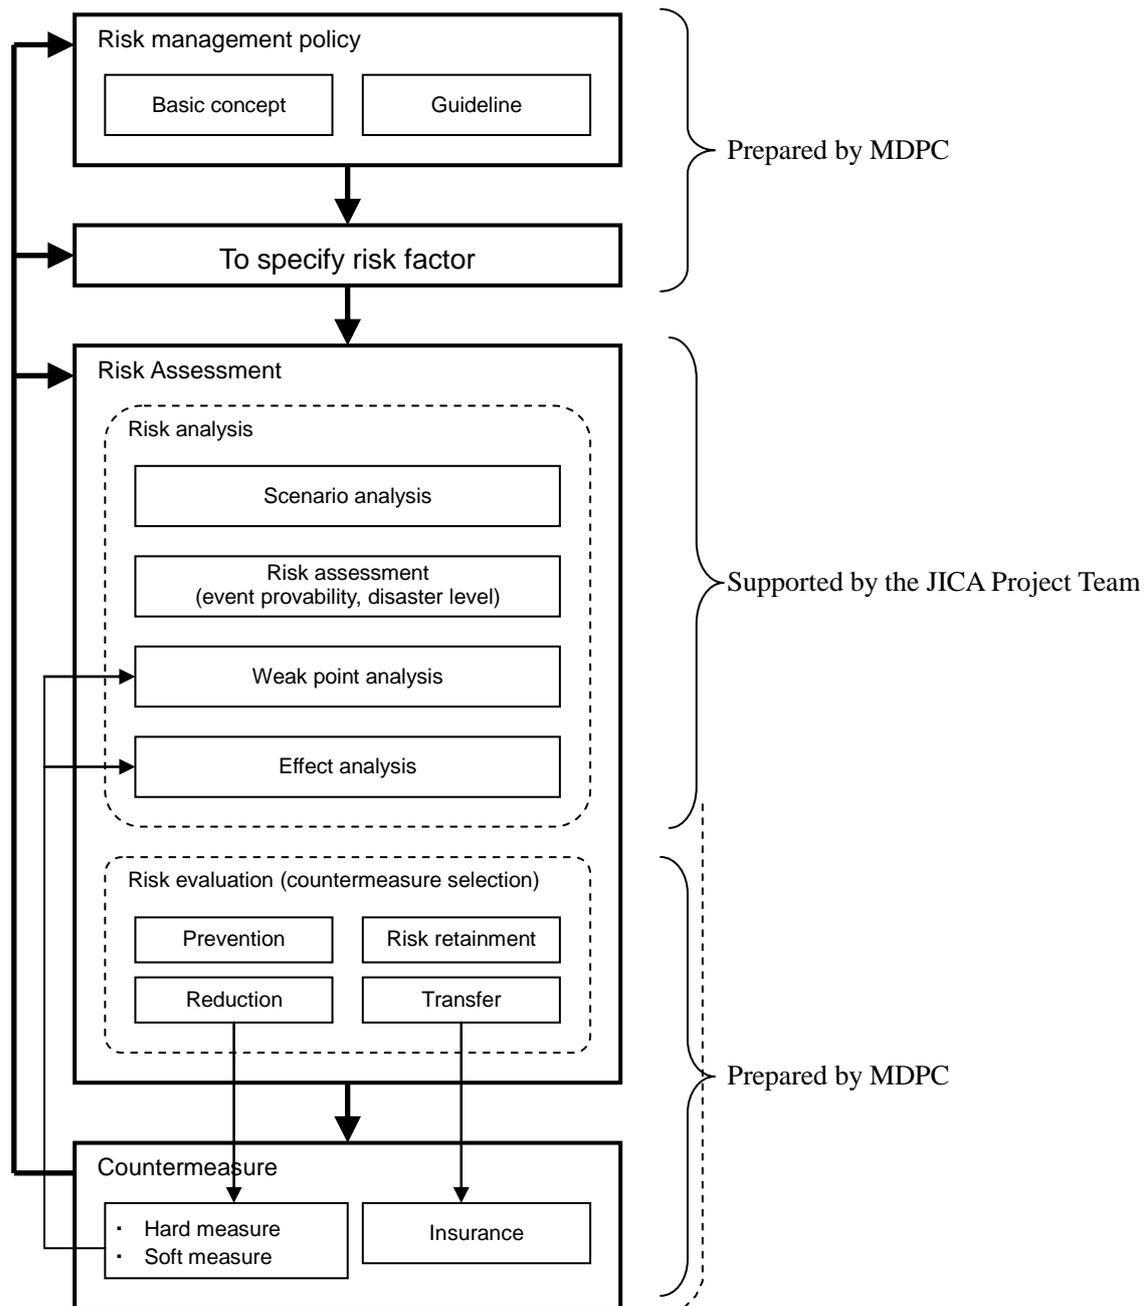 Risk management policy
Basic concept
Guideline
Prepared by MDPC
To specify risk factor
Risk Assessment
Risk analysis
Scenario analysis
Risk assessment
(event provability, disaster level)
Supported by the JICA Project Team
Weak point analysis
Effect analysis
Risk evaluation (countermeasure selection)
Prevention
Risk retainment
Reduction
Transfer
Prepared by MDPC
Countermeasure
· Hard measure
· Soft measure
Insurance